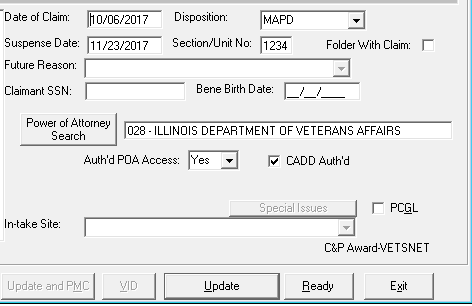 Date of Claim: 10/06/2017 Disposition: MAPD
Suspense Date: 11/23/2017 Section/Unit No: 1234 Folder With Claim:
Future Reason:
Claimant SSN: Bene Birth Date: __/__/____
Power of Attorney
Search
028 - ILLINOIS DEPARTMENT OF VETERANS AFFAIRS
Auth'd POA Access: Yes CADD Auth'd
Special Issues PCGL
In-take Site:
C&P Award-VETSNET
Update and PMC VID Update Ready Exit